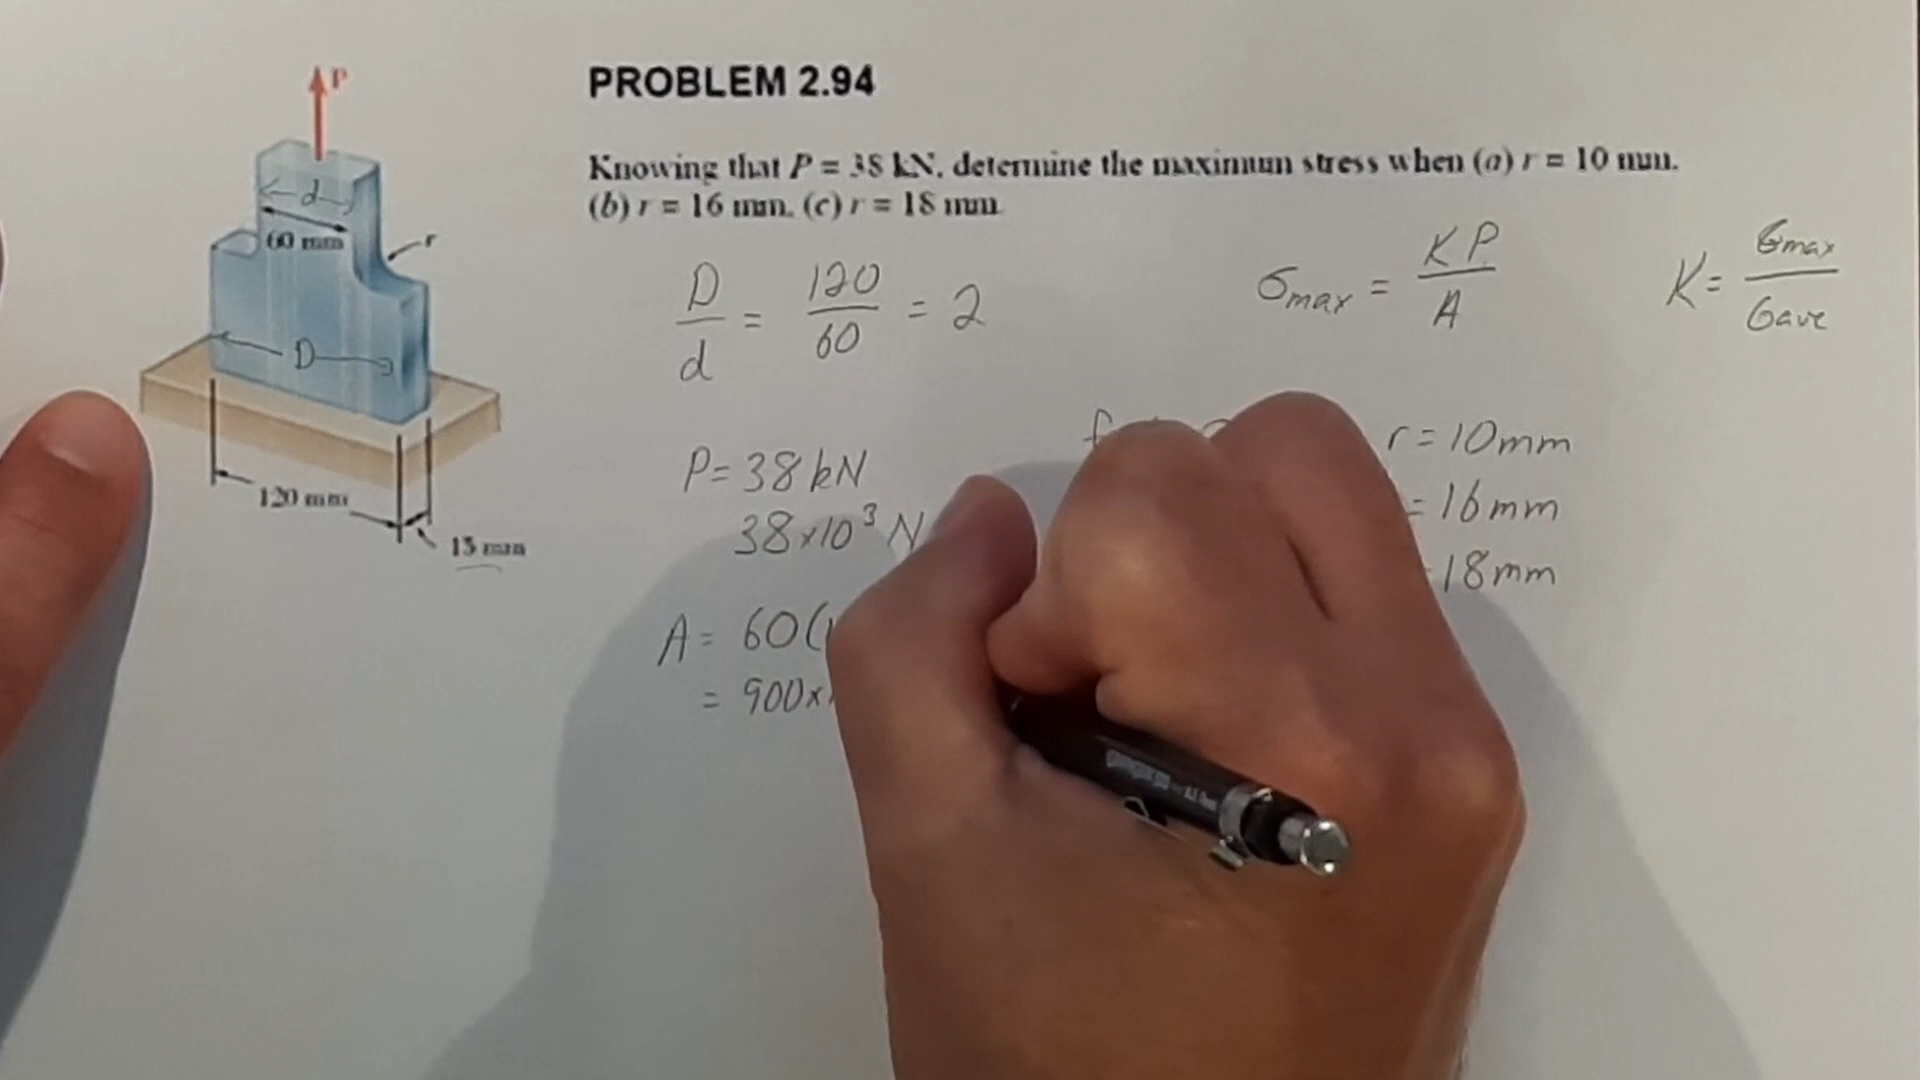 PROBLEM 2.94
Knowing that P = 38 kN, determine the maximum stress when (a) r = 10 mm,
(b) r = 16 mm, (c) r = 18 mm
P
d
60 mm
r
D
120 mm
15 mm
D/d = 120/60 = 2
σmax = KP/A
K = σmax/σave
P = 38 kN
38×10³ N
A = 60(
= 900×
r = 10mm
= 16mm
18mm